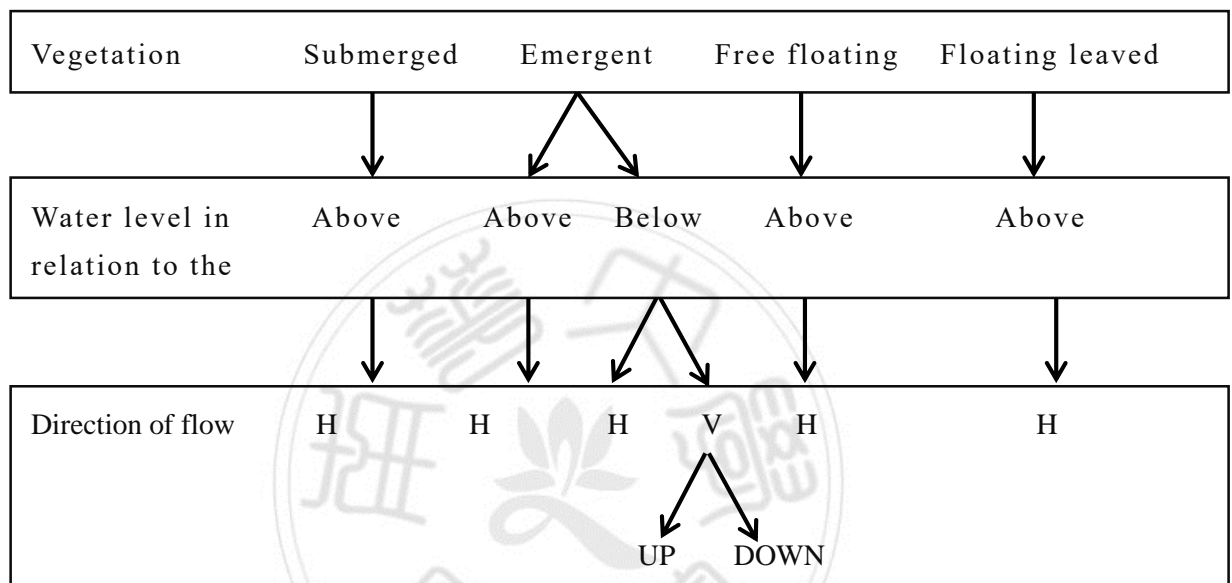 Vegetation Submerged Emergent Free floating Floating leaved
Water level in Above Above Below Above Above
relation to the
Direction of flow H H H V H H
UP DOWN